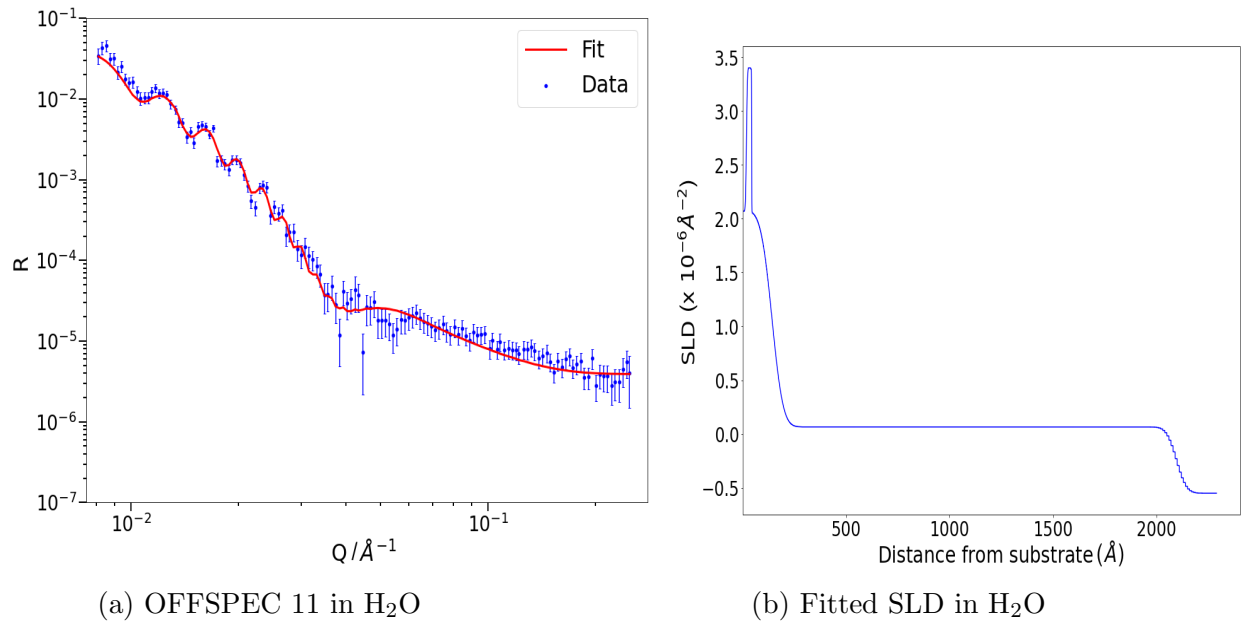 10⁻¹
10⁻²
10⁻³
10⁻⁴
10⁻⁵
10⁻⁶
10⁻⁷
R
Fit
Data
10⁻² 10⁻¹
Q/Å⁻¹
(a) OFFSPEC 11 in H₂O
3.5
3.0
2.5
2.0
1.5
1.0
0.5
0.0
−0.5
SLD (x 10⁻⁶Å⁻²)
500 1000 1500 2000
Distance from substrate(Å)
(b) Fitted SLD in H₂O